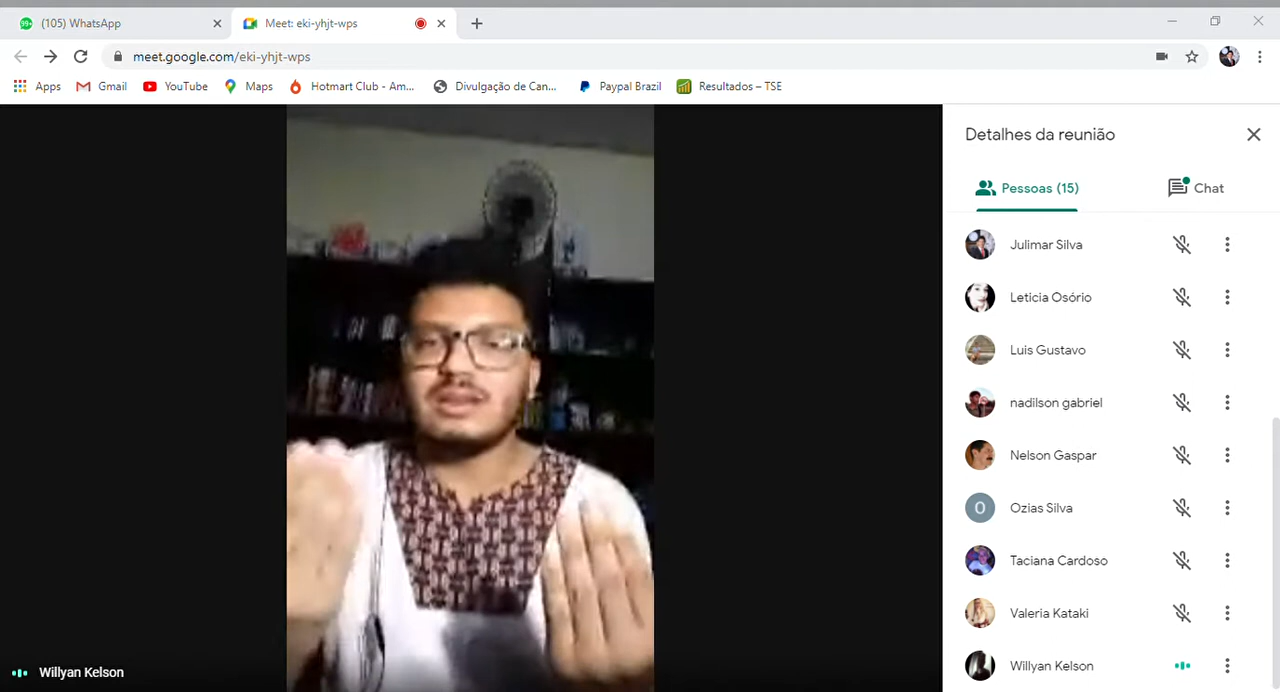 99+ (105) WhatsApp
Meet: eki-yhjt-wps
meet.google.com/eki-yhjt-wps
Apps Gmail YouTube Maps Hotmart Club - Am... Divulgação de Can... Paypal Brazil Resultados – TSE
Detalhes da reunião
Pessoas (15) Chat
Julimar Silva
Leticia Osório
Luis Gustavo
nadilson gabriel
Nelson Gaspar
O Ozias Silva
Taciana Cardoso
Valeria Kataki
Willyan Kelson
Willyan Kelson